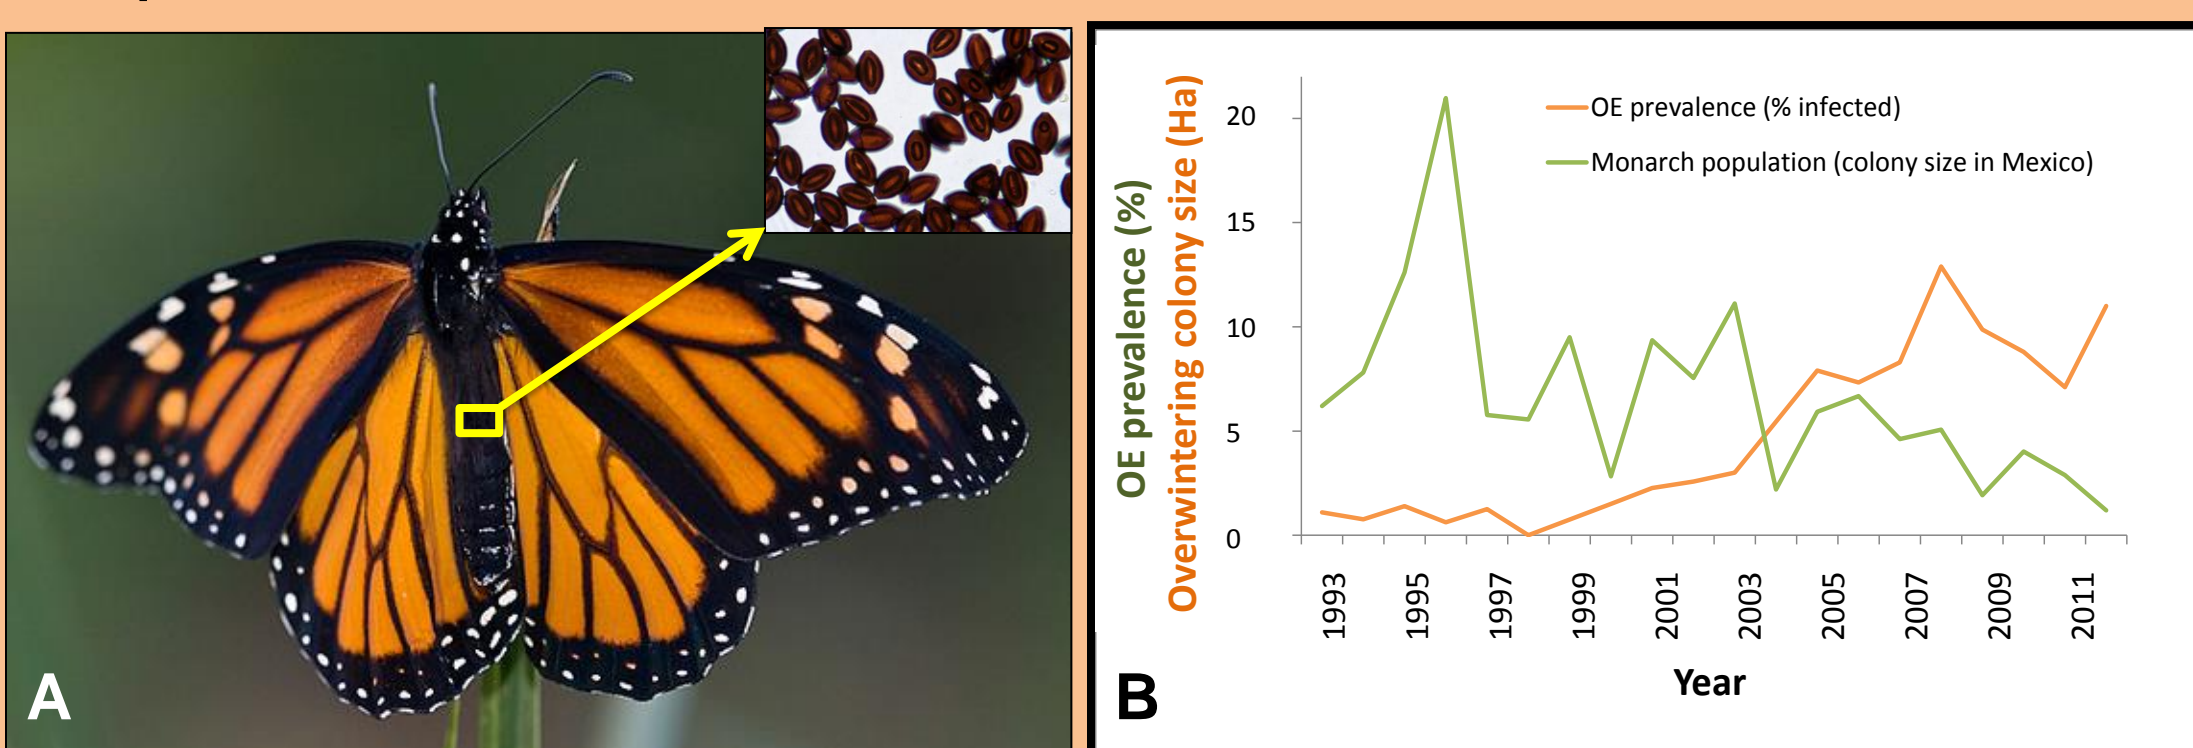 A
OE prevalence (%)
Overwintering colony size (Ha)
20
15
10
5
0
OE prevalence (% infected)
Monarch population (colony size in Mexico)
1993
1995
1997
1999
2001
2003
2005
2007
2009
2011
Year
B